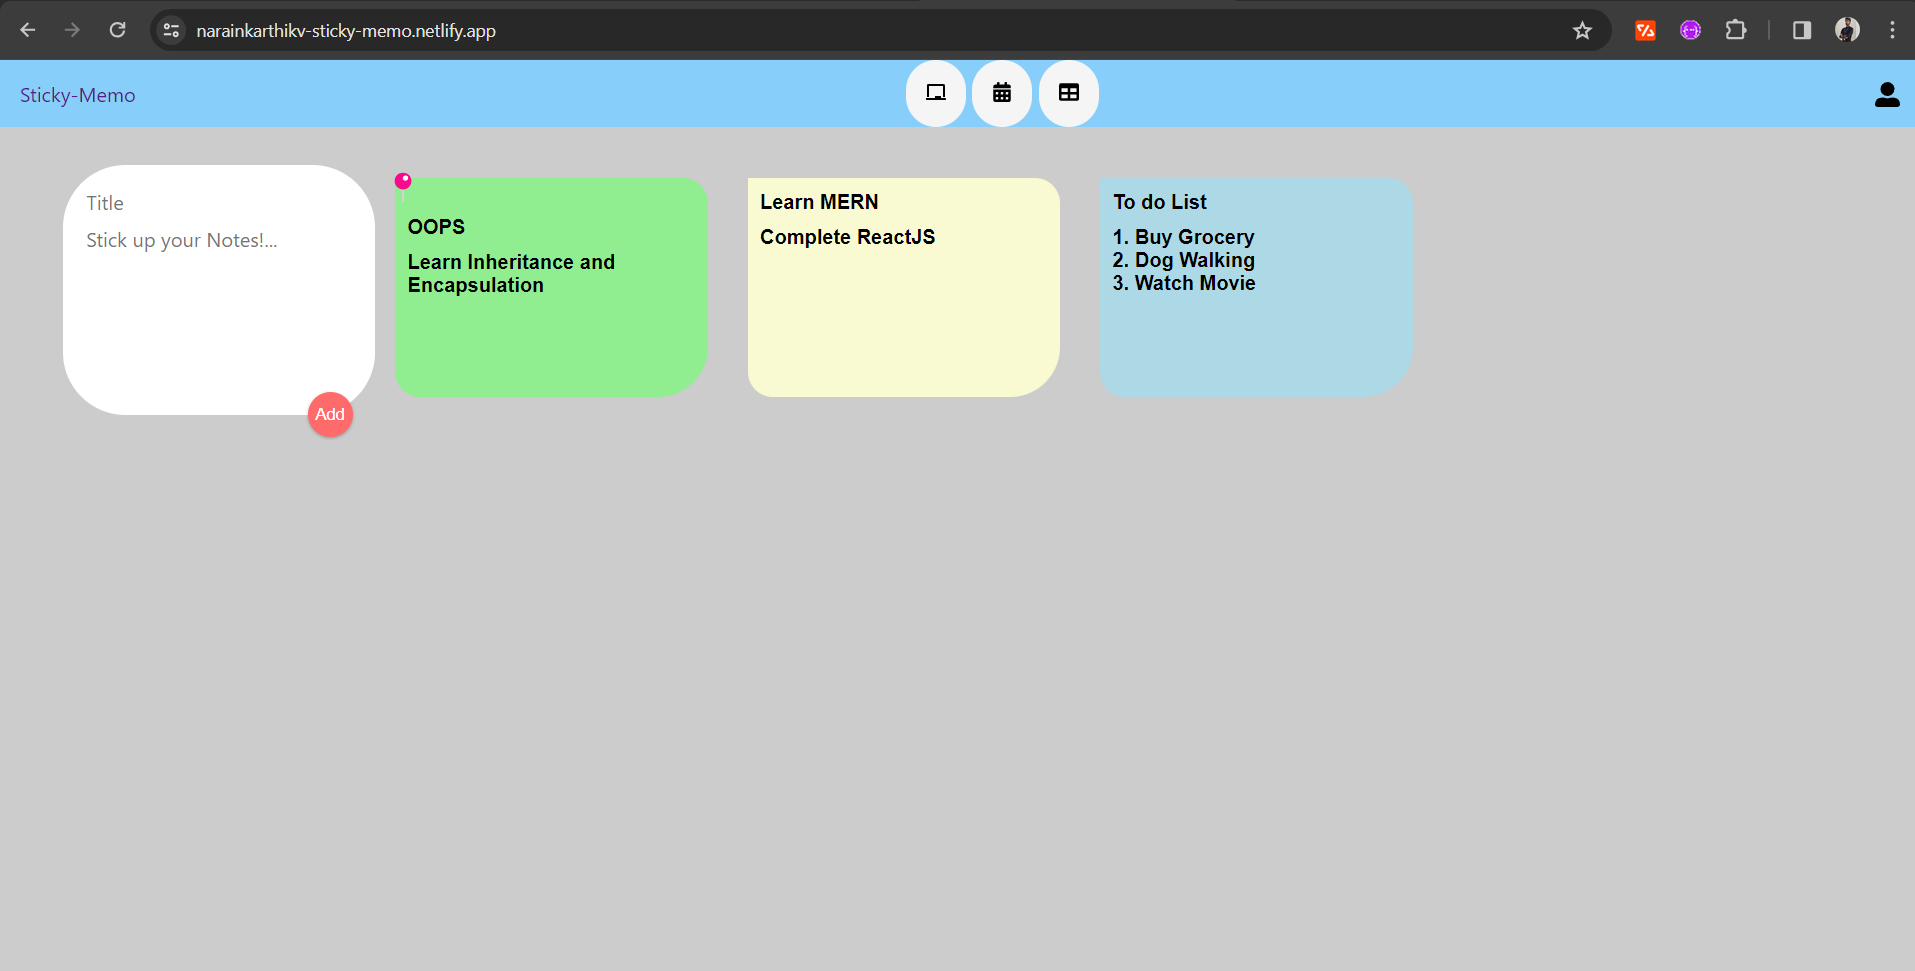 narainkarthikv-sticky-memo.netlify.app
Sticky-Memo
Title
Stick up your Notes!...
Add
OOPS
Learn Inheritance and
Encapsulation
Learn MERN
Complete ReactJS
To do List
1. Buy Grocery
2. Dog Walking
3. Watch Movie